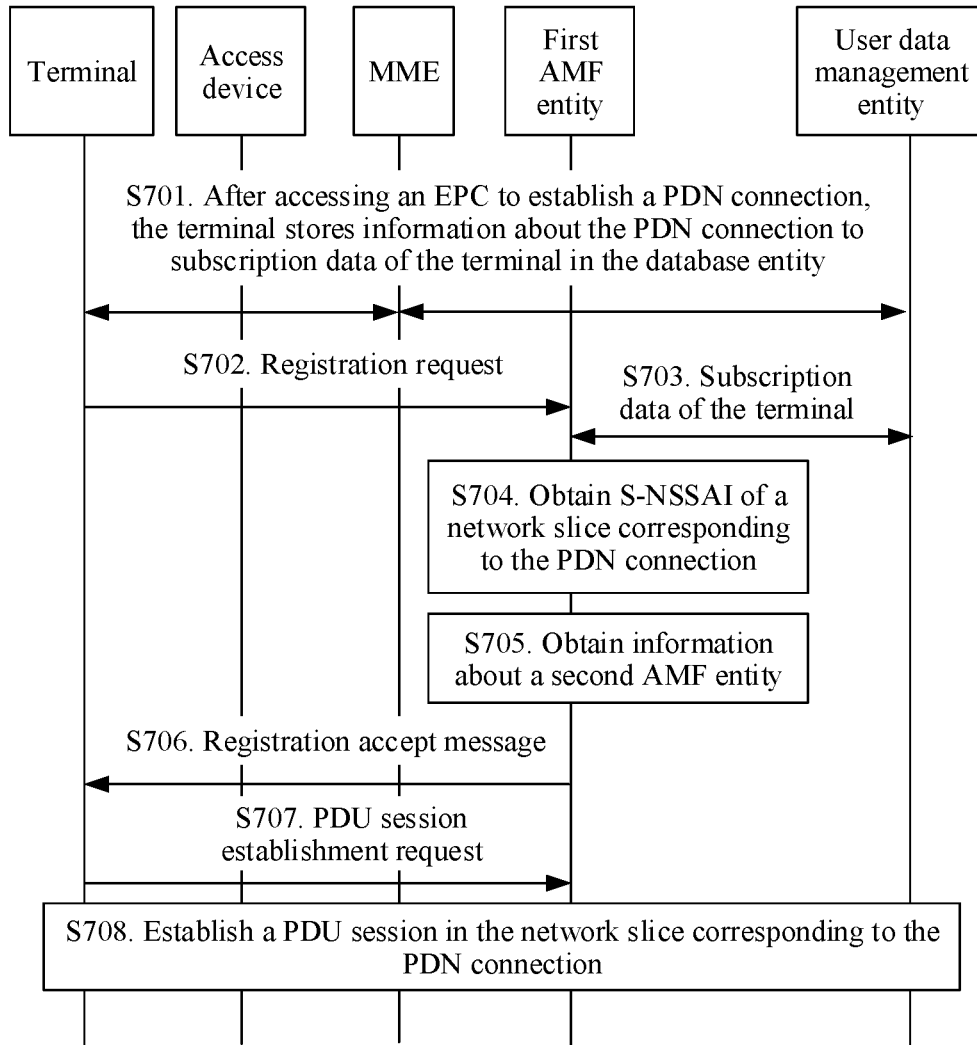 Terminal
Access
device
MME
First
AMF
entity
User data
management
entity
S701. After accessing an EPC to establish a PDN connection,
the terminal stores information about the PDN connection to
subscription data of the terminal in the database entity
S702. Registration request
S703. Subscription
data of the terminal
S704. Obtain S-NSSAI of a
network slice corresponding
to the PDN connection
S705. Obtain information
about a second AMF entity
S706. Registration accept message
S707. PDU session
establishment request
S708. Establish a PDU session in the network slice corresponding to the
PDN connection